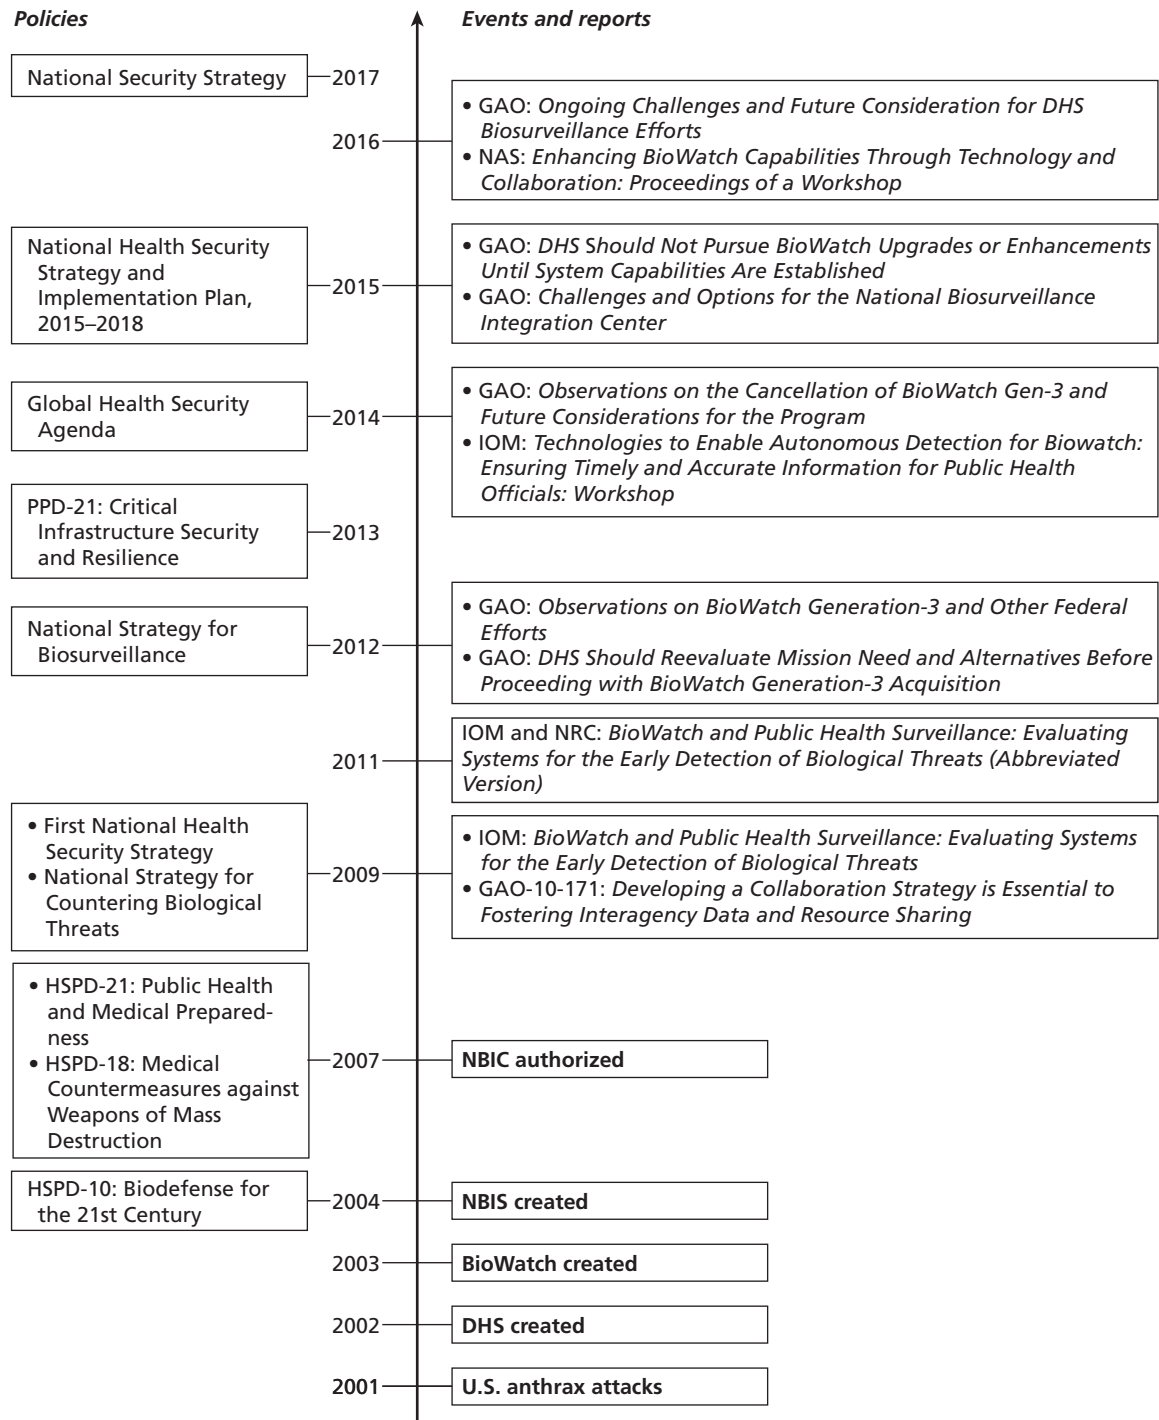 Policies
Events and reports
National Security Strategy
2017
2016
• GAO: Ongoing Challenges and Future Consideration for DHS
Biosurveillance Efforts
• NAS: Enhancing BioWatch Capabilities Through Technology and
Collaboration: Proceedings of a Workshop
National Health Security
Strategy and
Implementation Plan,
2015–2018
2015
• GAO: DHS Should Not Pursue BioWatch Upgrades or Enhancements
Until System Capabilities Are Established
• GAO: Challenges and Options for the National Biosurveillance
Integration Center
Global Health Security
Agenda
2014
• GAO: Observations on the Cancellation of BioWatch Gen-3 and
Future Considerations for the Program
• IOM: Technologies to Enable Autonomous Detection for Biowatch:
Ensuring Timely and Accurate Information for Public Health
Officials: Workshop
PPD-21: Critical
Infrastructure Security
and Resilience
2013
National Strategy for
Biosurveillance
2012
• GAO: Observations on BioWatch Generation-3 and Other Federal
Efforts
• GAO: DHS Should Reevaluate Mission Need and Alternatives Before
Proceeding with BioWatch Generation-3 Acquisition
2011
IOM and NRC: BioWatch and Public Health Surveillance: Evaluating
Systems for the Early Detection of Biological Threats (Abbreviated
Version)
• First National Health
Security Strategy
• National Strategy for
Countering Biological
Threats
2009
• IOM: BioWatch and Public Health Surveillance: Evaluating Systems
for the Early Detection of Biological Threats
• GAO-10-171: Developing a Collaboration Strategy is Essential to
Fostering Interagency Data and Resource Sharing
• HSPD-21: Public Health
and Medical Prepared-
ness
• HSPD-18: Medical
Countermeasures against
Weapons of Mass
Destruction
2007
NBIC authorized
HSPD-10: Biodefense for
the 21st Century
2004
NBIS created
2003
BioWatch created
2002
DHS created
2001
U.S. anthrax attacks